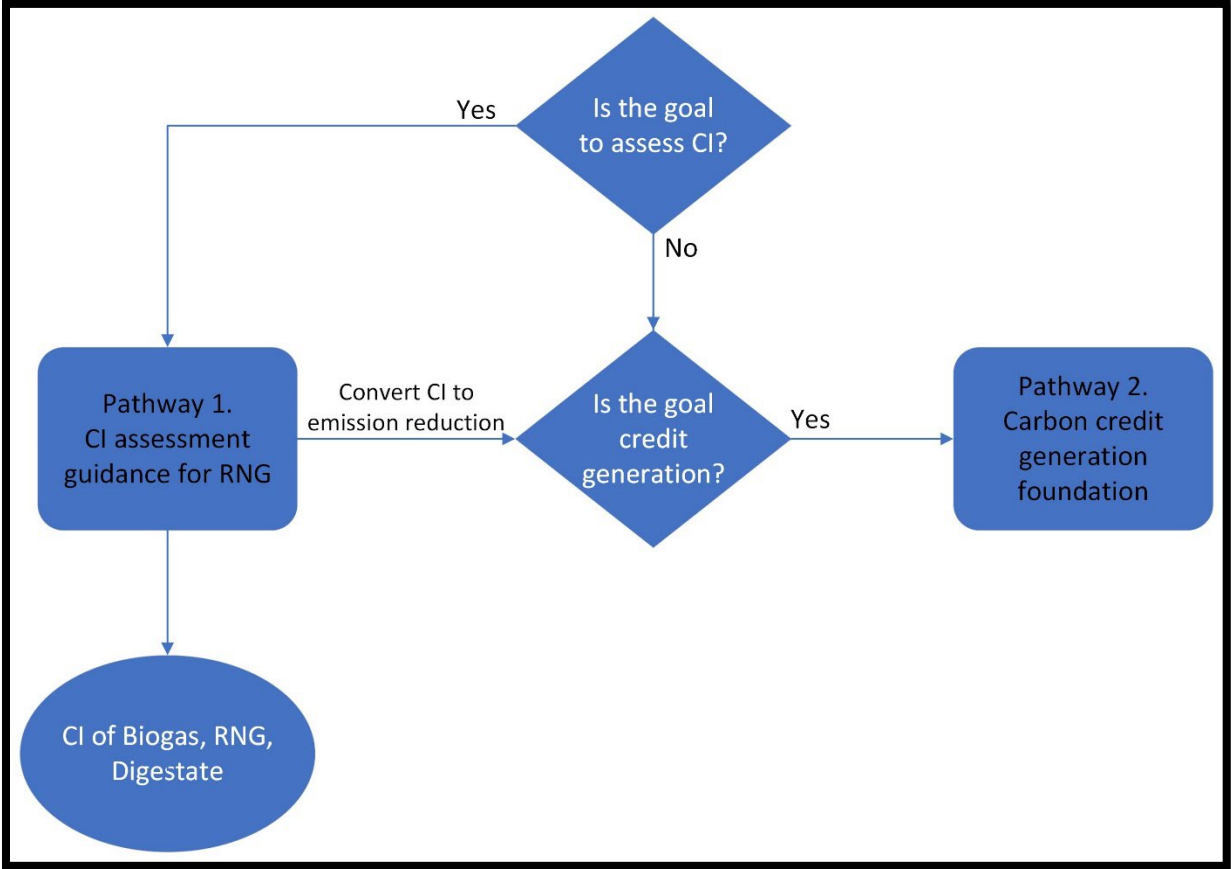 Is the goal
to assess CI?
Yes
No
Pathway 1.
CI assessment
guidance for RNG
Convert CI to
emission reduction
Is the goal
credit
generation?
Yes
Pathway 2.
Carbon credit
generation
foundation
CI of Biogas, RNG,
Digestate